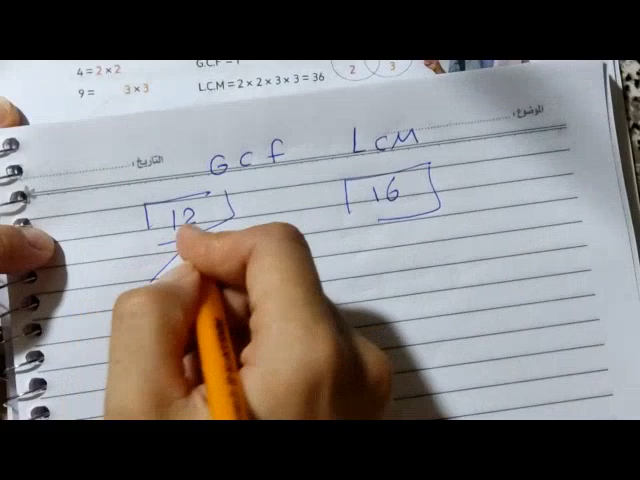 4 = 2 × 2
9 = 3 × 3
L.C.M = 2 × 2 × 3 × 3 = 36
2 3
الموضوع :
التاريخ :
GCF LCM
12 16